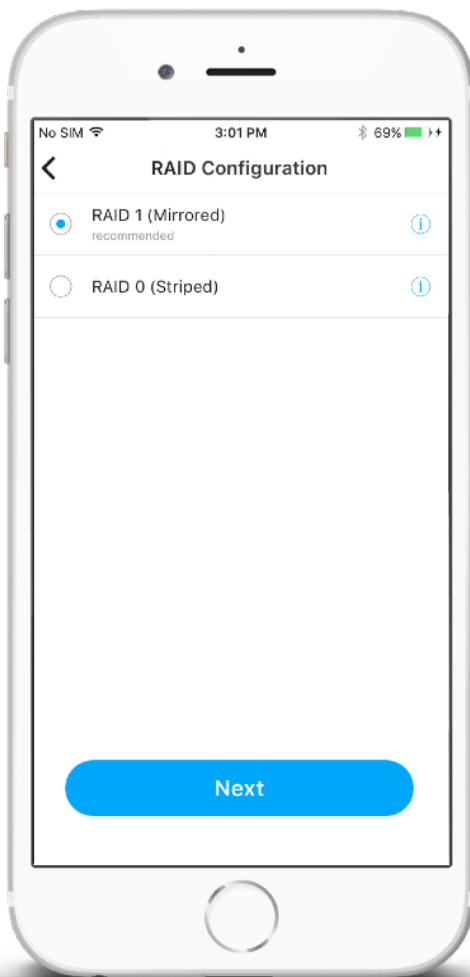 No SIM 3:01 PM 69%
RAID Configuration
RAID 1 (Mirrored)
recommended
RAID 0 (Striped)
Next